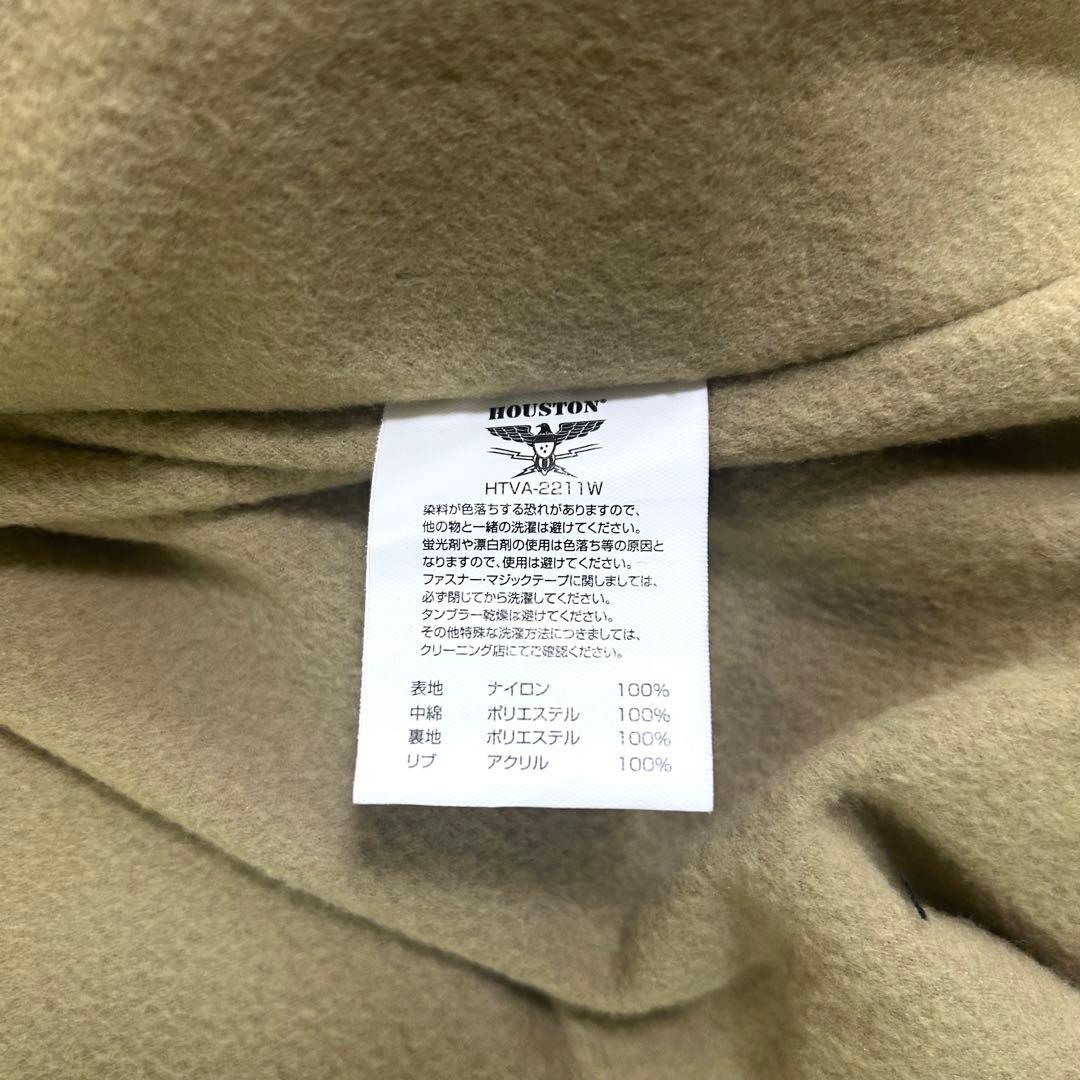 HOUSTON®
HTVA-2211W
染料が色落ちする恐れがありますので、
他の物と一緒の洗濯は避けてください。
蛍光剤や漂白剤の使用は色落ち等の原因と
なりますので、使用は避けてください。
ファスナー・マジックテープに関しましては、
必ず閉じてから洗濯してください。
タンブラー乾燥は避けてください。
その他特殊な洗濯方法につきましては、
クリーニング店にてご確認ください。
表地 ナイロン 100%
中綿 ポリエステル 100%
裏地 ポリエステル 100%
リブ アクリル 100%